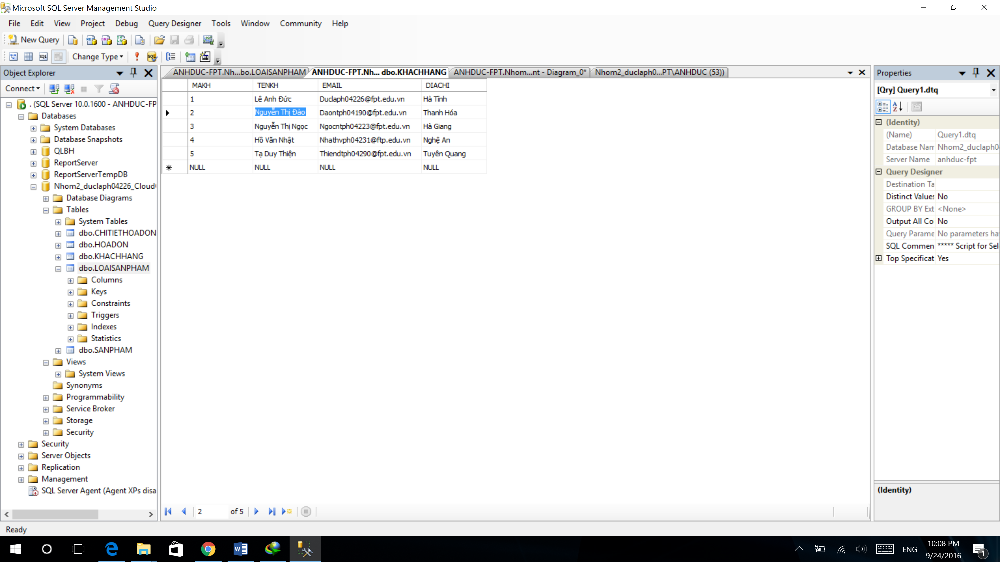 Microsoft SQL Server Management Studio
File Edit View Project Debug Query Designer Tools Window Community Help
New Query
Change Type
Object Explorer
Connect
. (SQL Server 10.0.1600 - ANHDUC-FP
Databases
System Databases
Database Snapshots
QLBH
ReportServer
ReportServerTempDB
Nhom2_duclaph04226_Cloud
Database Diagrams
Tables
System Tables
dbo.CHITIETHOADON
dbo.HOADON
dbo.KHACHHANG
dbo.LOAISANPHAM
Columns
Keys
Constraints
Triggers
Indexes
Statistics
dbo.SANPHAM
Views
System Views
Synonyms
Programmability
Service Broker
Storage
Security
Security
Server Objects
Replication
Management
SQL Server Agent (Agent XPs disa
ANHDUC-FPT.Nh...bo.LOAISANPHAM ANHDUC-FPT.Nh... dbo.KHACHHANG ANHDUC-FPT.Nhom...nt - Diagram_0* Nhom2_duclaph0...PT\ANHDUC (53))
MAKH TENKH EMAIL DIACHI
1 Lê Anh Đức Duclaph04226@fpt.edu.vn Hà Tĩnh
2 Nguyễn Thị Đào Daontph04190@fpt.edu.vn Thanh Hóa
3 Nguyễn Thị Ngọc Ngocntph04223@fpt.edu.vn Hà Giang
4 Hồ Văn Nhật Nhathvph04231@ftp.edu.vn Nghệ An
5 Tạ Duy Thiện Thiendtph04290@fpt.edu.vn Tuyên Quang
NULL NULL NULL NULL
2 of 5
Properties
[Qry] Query1.dtq
(Identity)
(Name) Query1.dtq
Database Nam Nhom2_duclaph0
Server Name anhduc-fpt
Query Designer
Destination Ta
Distinct Values No
GROUP BY Ext <None>
Output All Co No
Query Parame No parameters ha
SQL Commen ***** Script for Sel
Top Specificat Yes
(Identity)
Ready
ENG
10:08 PM
9/24/2016
1